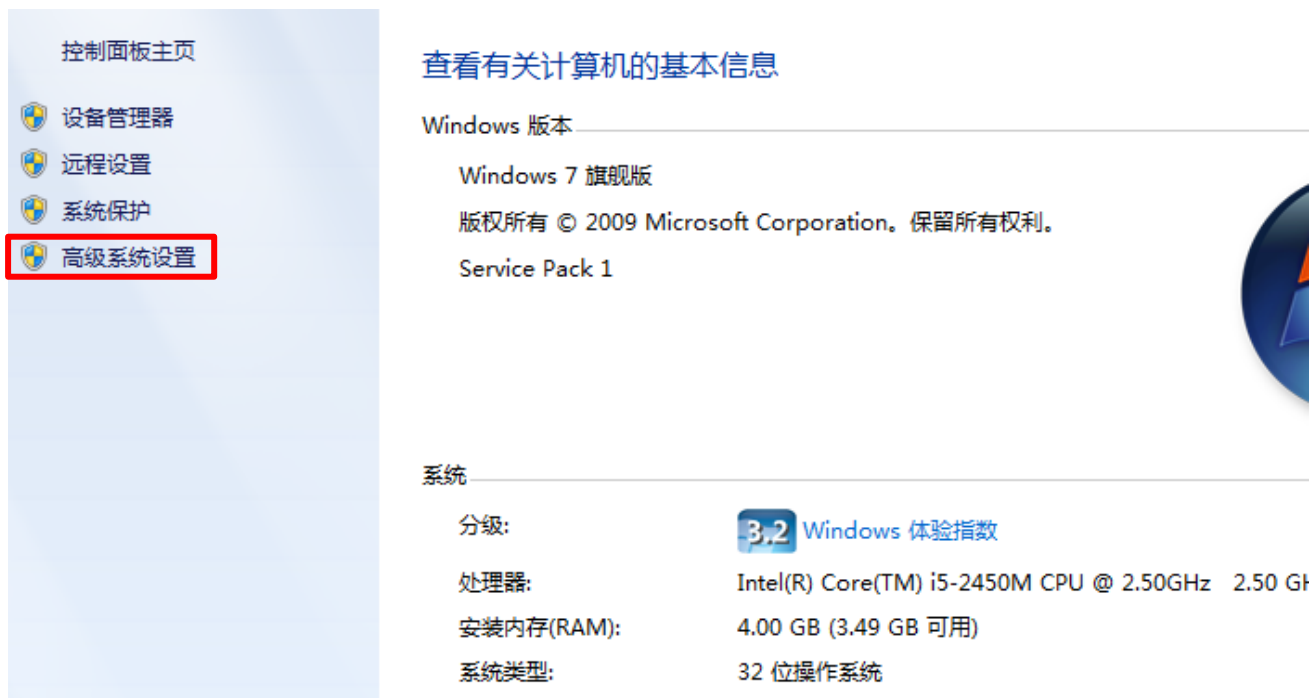 控制面板主页
设备管理器
远程设置
系统保护
高级系统设置
查看有关计算机的基本信息
Windows 版本
Windows 7 旗舰版
版权所有 © 2009 Microsoft Corporation。保留所有权利。
Service Pack 1
系统
分级: 3.2 Windows 体验指数
处理器: Intel(R) Core(TM) i5-2450M CPU @ 2.50GHz 2.50 GH
安装内存(RAM): 4.00 GB (3.49 GB 可用)
系统类型: 32 位操作系统